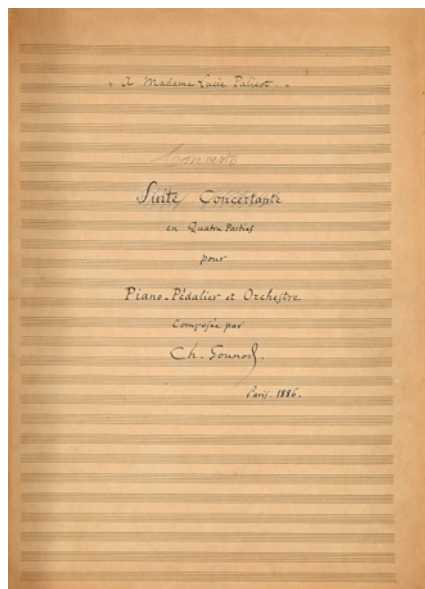 « A Madame Lucie Palicot. »
Concerto
Suite Concertante
en Quatre Parties
pour
Piano-Pédalier et Orchestre
Composée par
Ch. Gounod.
Paris. 1886.